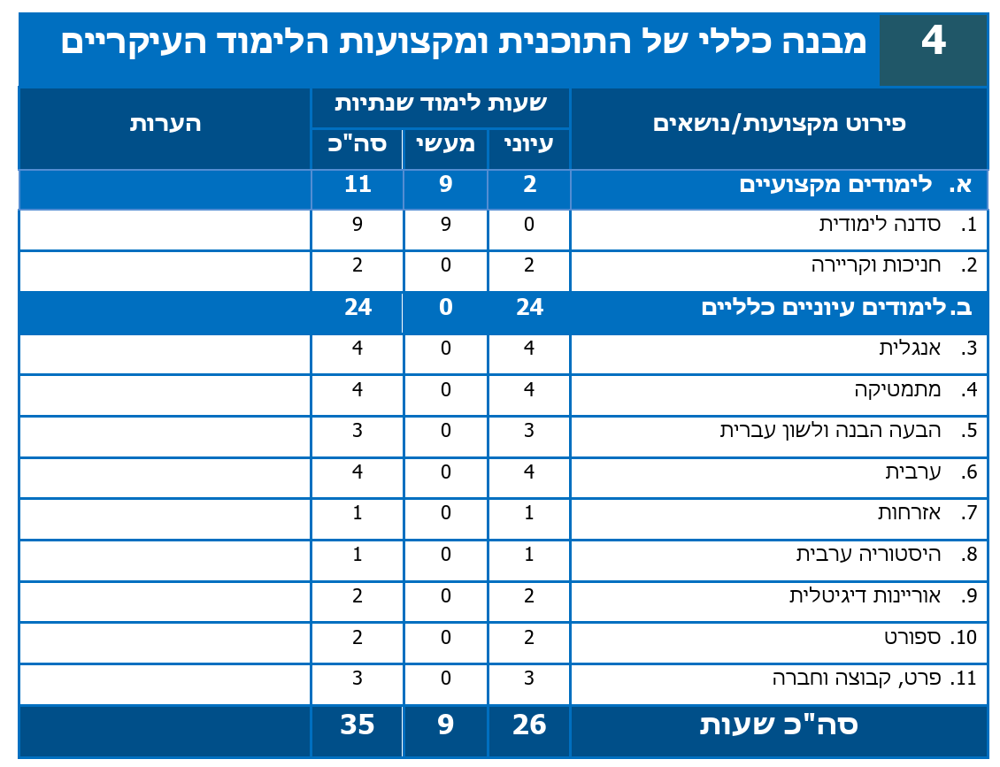 4 מבנה כללי של התוכנית ומקצועות הלימוד העיקריים
פירוט מקצועות/נושאים שעות לימוד שנתיות הערות
עיוני מעשי סה"כ
א. לימודים מקצועיים 2 9 11
1. סדנה לימודית 0 9 9
2. חניכות וקריירה 2 0 2
ב. לימודים עיוניים כלליים 24 0 24
3. אנגלית 4 0 4
4. מתמטיקה 4 0 4
5. הבעה הבנה ולשון עברית 3 0 3
6. ערבית 4 0 4
7. אזרחות 1 0 1
8. היסטוריה ערבית 1 0 1
9. אוריינות דיגיטלית 2 0 2
10. ספורט 2 0 2
11. פרט, קבוצה וחברה 3 0 3
סה"כ שעות 26 9 35